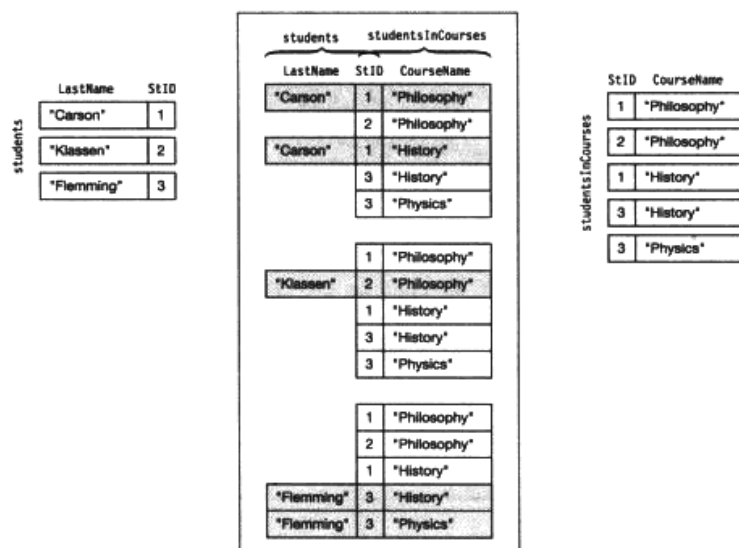 students
LastName StID
"Carson" 1
"Klassen" 2
"Flemming" 3
students studentsInCourses
LastName StID CourseName
"Carson" 1 "Philosophy"
2 "Philosophy"
"Carson" 1 "History"
3 "History"
3 "Physics"
1 "Philosophy"
"Klassen" 2 "Philosophy"
1 "History"
3 "History"
3 "Physics"
1 "Philosophy"
2 "Philosophy"
1 "History"
"Flemming" 3 "History"
"Flemming" 3 "Physics"
studentsInCourses
StID CourseName
1 "Philosophy"
2 "Philosophy"
1 "History"
3 "History"
3 "Physics"